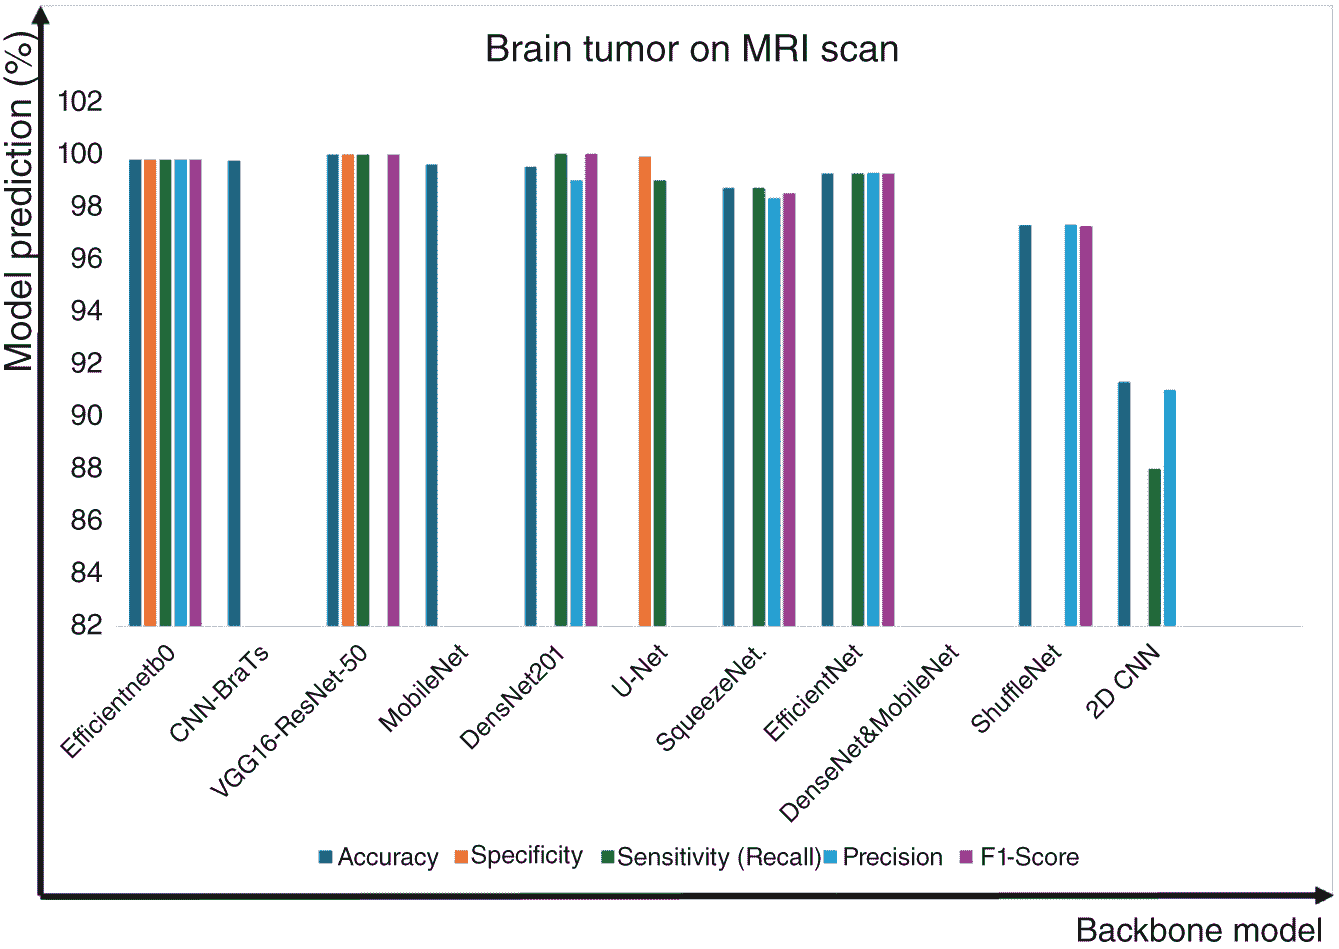 Brain tumor on MRI scan
Model prediction (%)
102
100
98
96
94
92
90
88
86
84
82
Efficientnetb0
CNN-BraTs
VGG16-ResNet-50
MobileNet
DensNet201
U-Net
SqueezeNet.
EfficientNet
DenseNet&MobileNet
ShuffleNet
2D CNN
Accuracy Specificity Sensitivity (Recall) Precision F1-Score
Backbone model